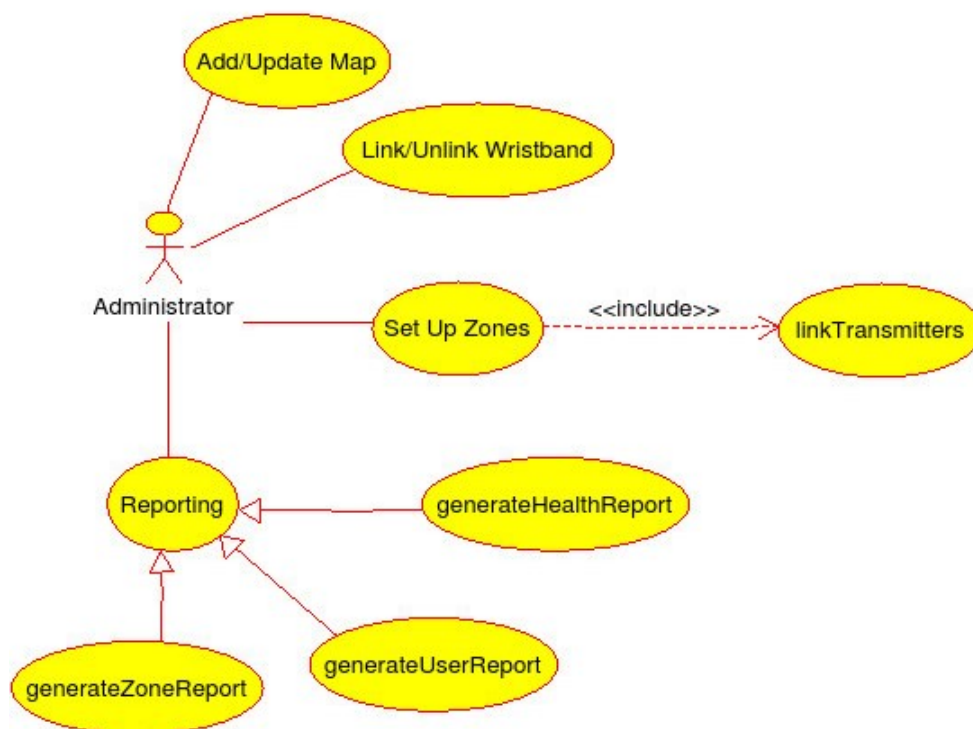 Add/Update Map
Link/Unlink Wristband
Administrator
Set Up Zones
<<include>>
linkTransmitters
Reporting
generateHealthReport
generateUserReport
generateZoneReport